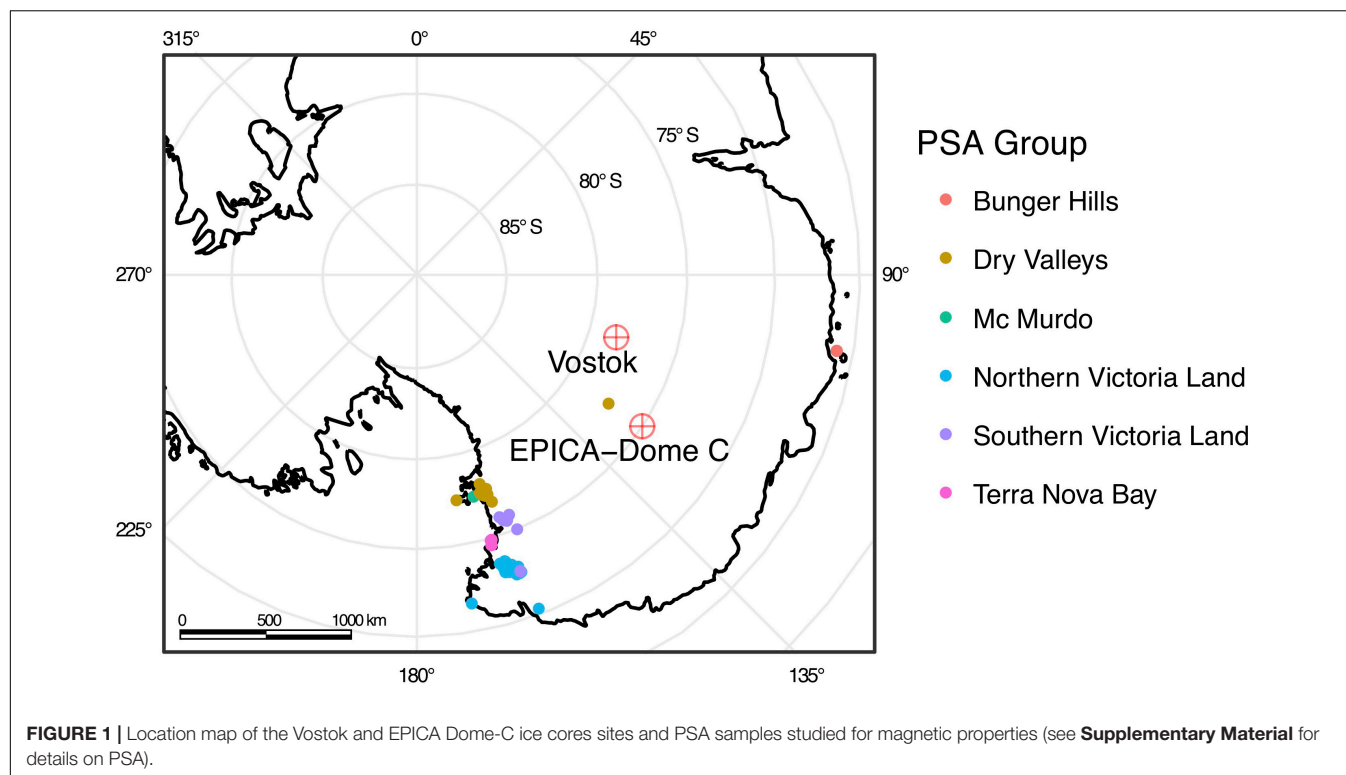 315° 0° 45°
75° S
80° S
85° S
270° 90°
Vostok
EPICA–Dome C
225°
0 500 1000 km
180° 135°
PSA Group
Bunger Hills
Dry Valleys
Mc Murdo
Northern Victoria Land
Southern Victoria Land
Terra Nova Bay
FIGURE 1 | Location map of the Vostok and EPICA Dome-C ice cores sites and PSA samples studied for magnetic properties (see Supplementary Material for
details on PSA).